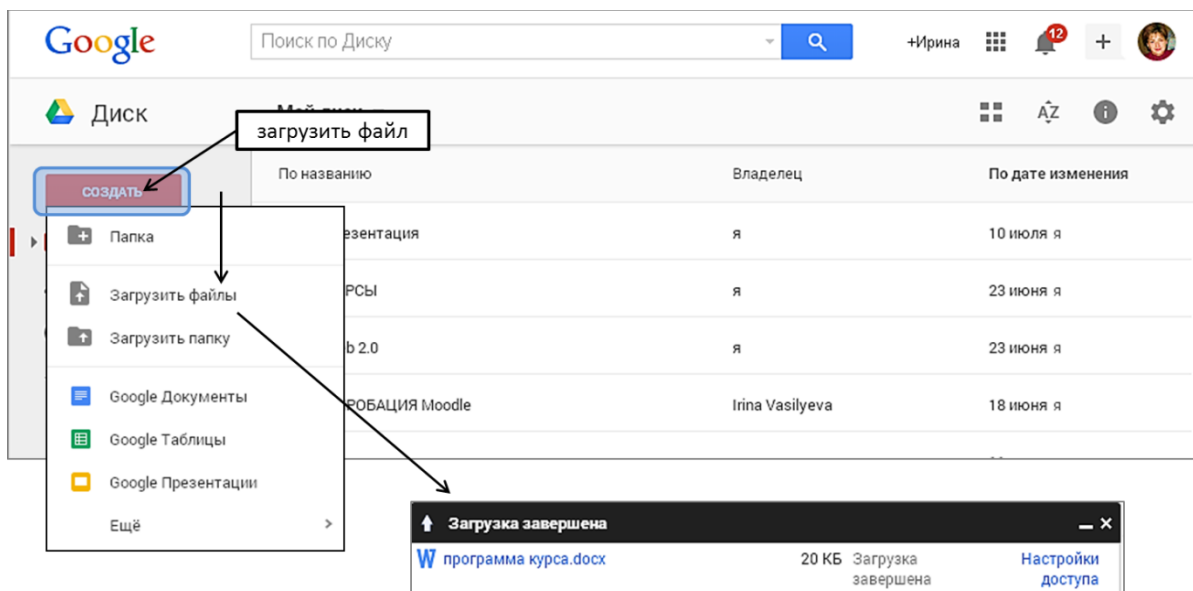 Google
Поиск по Диску
+Ирина
12
+
Диск
Мой диск
загрузить файл
СОЗДАТЬ
По названию
Владелец
По дате изменения
Папка
езентация
я
10 июля я
Загрузить файлы
РСЫ
я
23 июня я
Загрузить папку
b 2.0
я
23 июня я
Google Документы
РОБАЦИЯ Moodle
Irina Vasilyeva
18 июня я
Google Таблицы
Google Презентации
Ещё
Загрузка завершена
программа курса.docx
20 КБ
Загрузка
завершена
Настройки
доступа